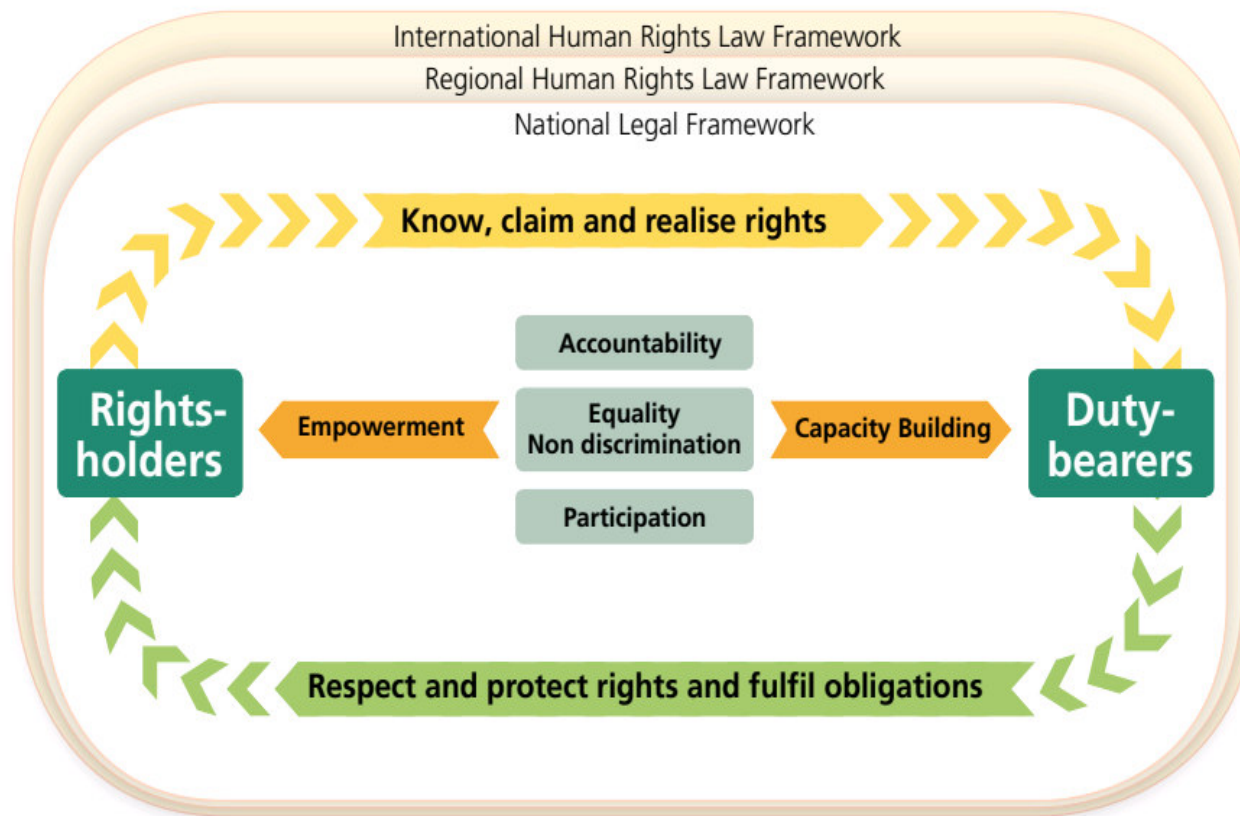 International Human Rights Law Framework
Regional Human Rights Law Framework
National Legal Framework
Know, claim and realise rights
Accountability
Rights-
holders
Empowerment
Equality
Non discrimination
Capacity Building
Duty-
bearers
Participation
Respect and protect rights and fulfil obligations